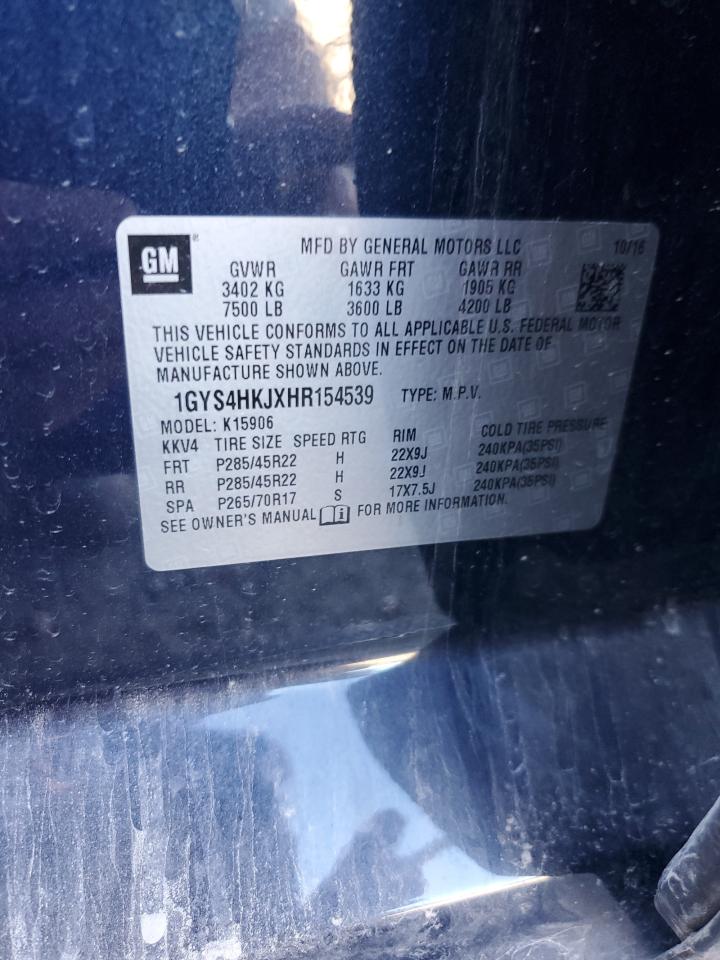 GM®
MFD BY GENERAL MOTORS LLC 10/16
GVWR GAWR FRT GAWR RR
3402 KG 1633 KG 1905 KG
7500 LB 3600 LB 4200 LB
THIS VEHICLE CONFORMS TO ALL APPLICABLE U.S. FEDERAL MOTOR
VEHICLE SAFETY STANDARDS IN EFFECT ON THE DATE OF
MANUFACTURE SHOWN ABOVE.
1GYS4HKJXHR154539 TYPE: M.P.V.
MODEL: K15906
KKV4 TIRE SIZE SPEED RTG RIM COLD TIRE PRESSURE
FRT P285/45R22 H 22X9J 240KPA(35PSI)
RR P285/45R22 H 22X9J 240KPA(35PSI)
SPA P265/70R17 S 17X7.5J 240KPA(35PSI)
SEE OWNER'S MANUAL FOR MORE INFORMATION.